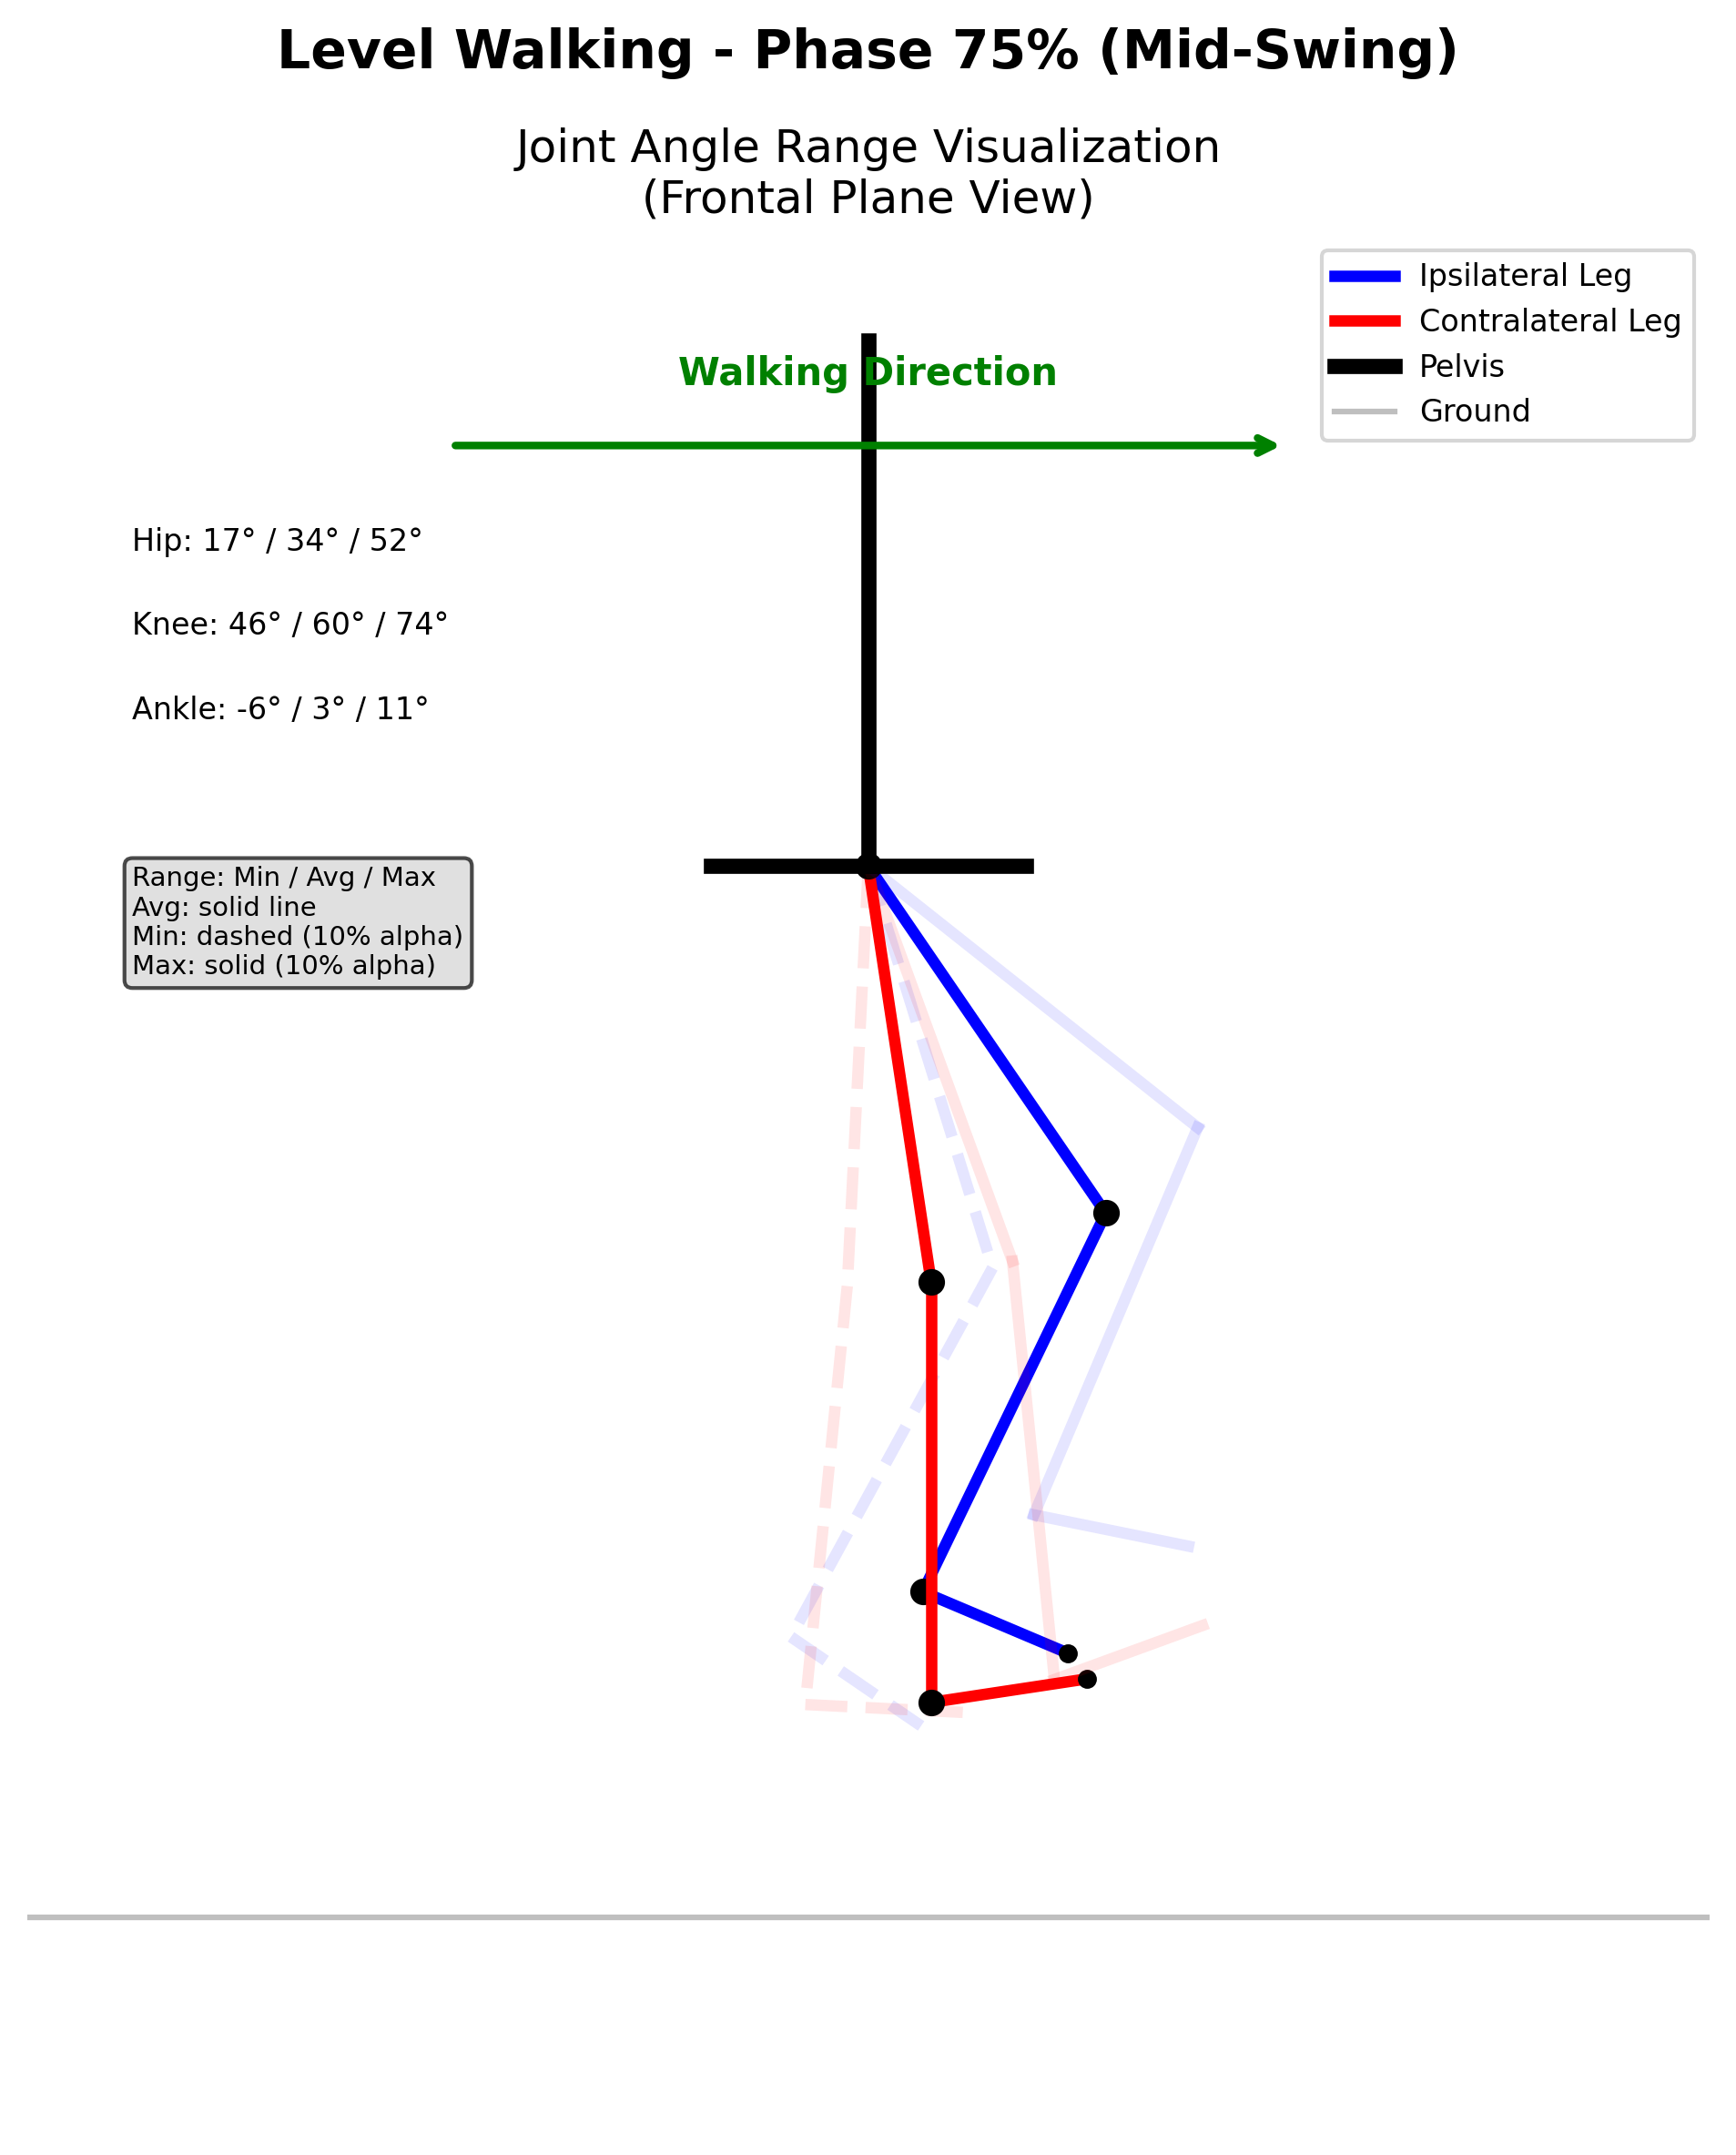 Level Walking - Phase 75% (Mid-Swing)
Joint Angle Range Visualization
(Frontal Plane View)
Ipsilateral Leg
Contralateral Leg
Pelvis
Ground
Walking Direction
Hip: 17° / 34° / 52°
Knee: 46° / 60° / 74°
Ankle: -6° / 3° / 11°
Range: Min / Avg / Max
Avg: solid line
Min: dashed (10% alpha)
Max: solid (10% alpha)